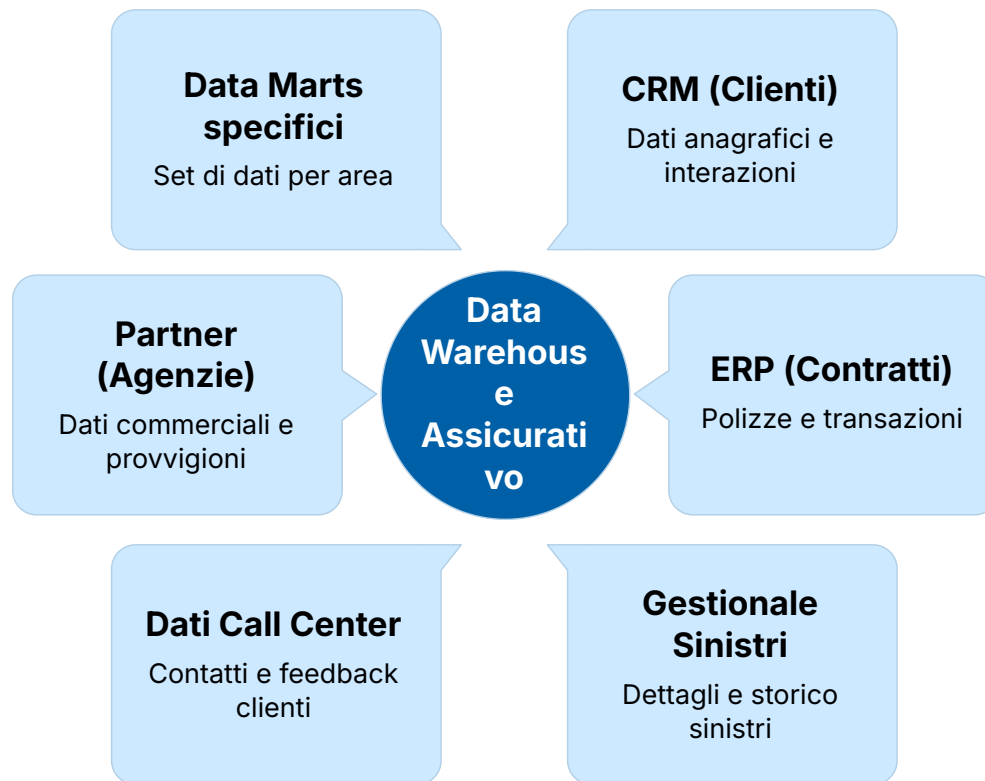 Data Marts
specifici
Set di dati per area
CRM (Clienti)
Dati anagrafici e
interazioni
Partner
(Agenzie)
Dati commerciali e
provvigioni
Data
Warehous
e
Assicurati
vo
ERP (Contratti)
Polizze e transazioni
Dati Call Center
Contatti e feedback
clienti
Gestionale
Sinistri
Dettagli e storico
sinistri